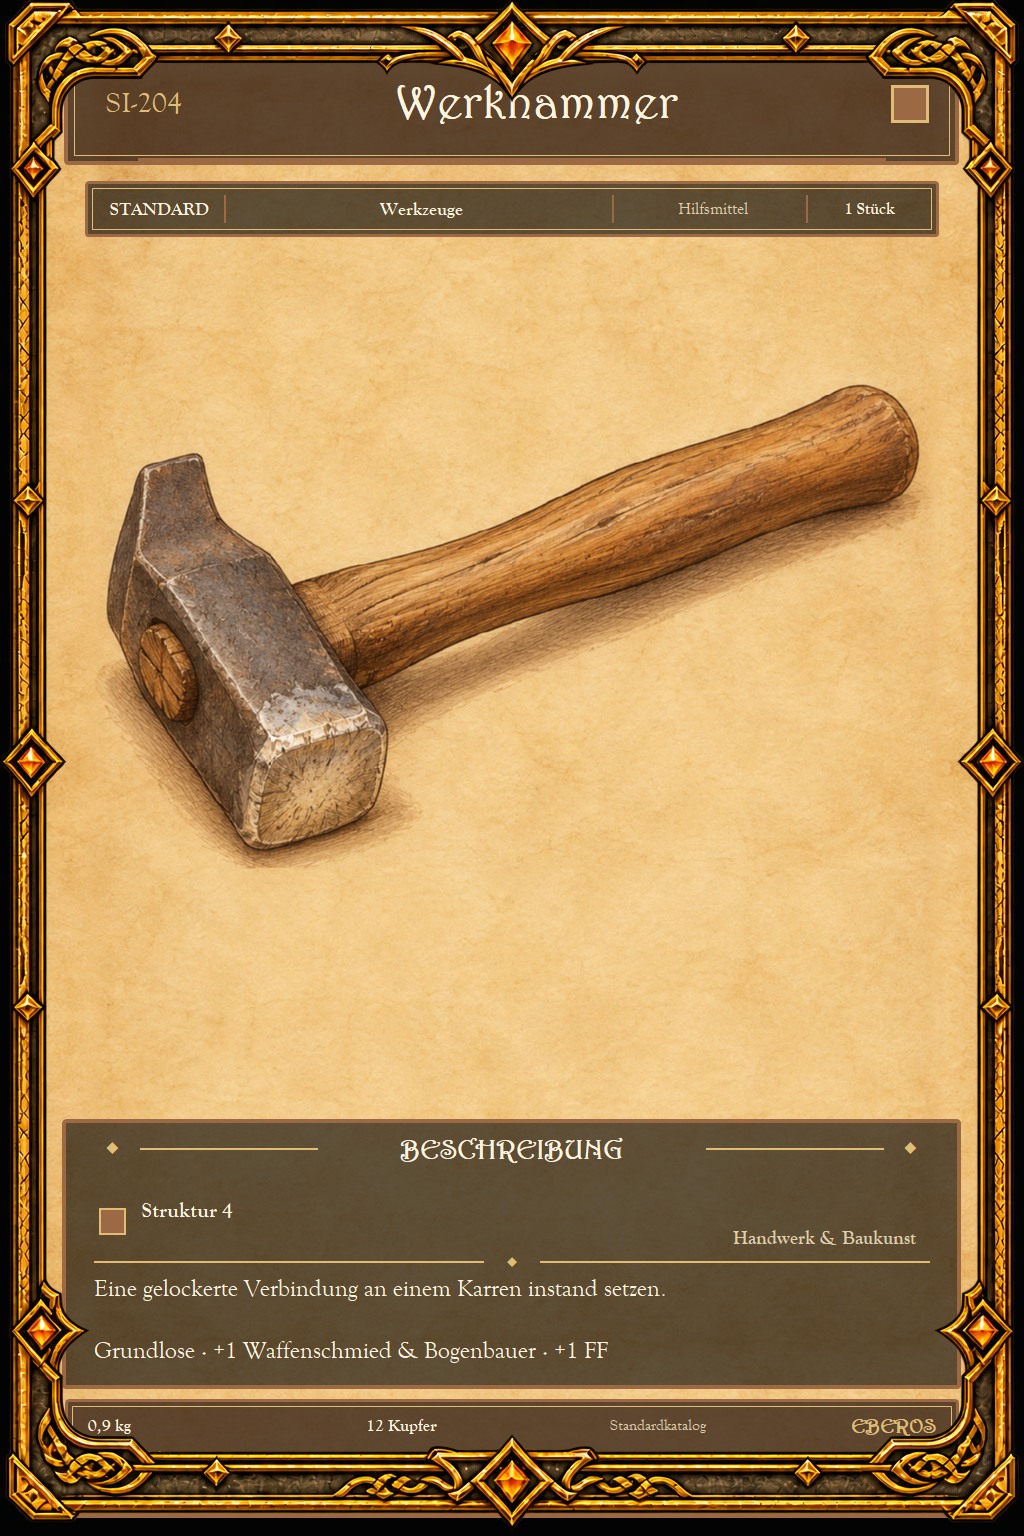 SI-204
Werkhammer
STANDARD
Werkzeuge
Hilfsmittel
1 Stück
BESCHREIBUNG
Struktur 4
Handwerk & Baukunst
Eine gelockerte Verbindung an einem Karren instand setzen.
Grundlose · +1 Waffenschmied & Bogenbauer · +1 FF
0,9 kg
12 Kupfer
Standardkatalog
EBEROS